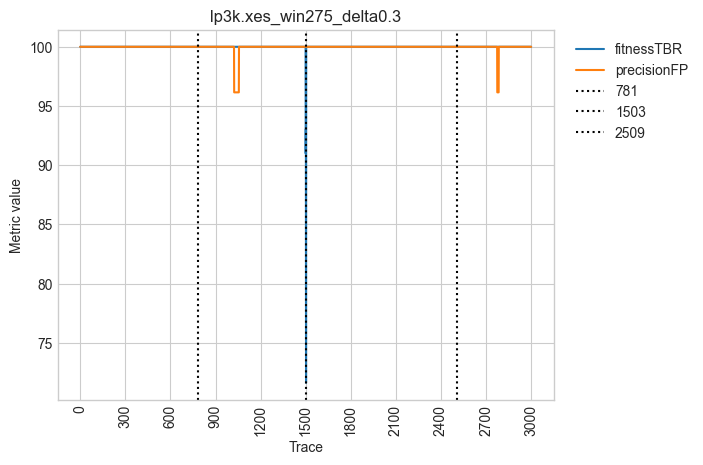 lp3k.xes_win275_delta0.3
fitnessTBR
precisionFP
781
1503
2509
Metric value
100
95
90
85
80
75
0 300 600 900 1200 1500 1800 2100 2400 2700 3000
Trace